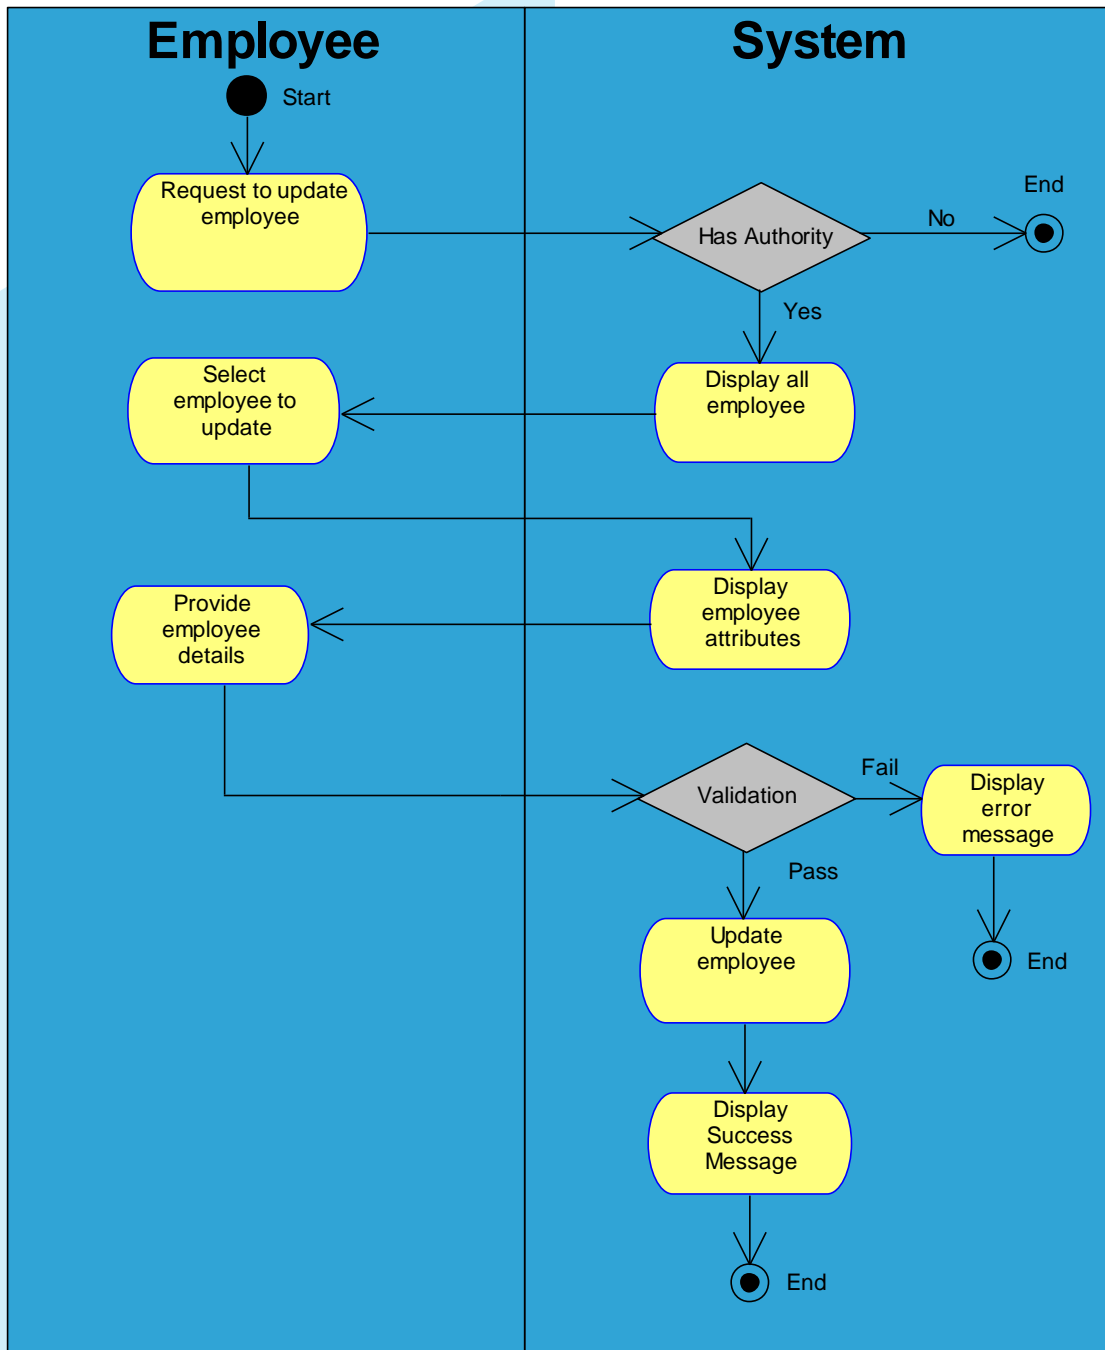 Employee
System
Start
Request to update
employee
Has Authority
No
End
Yes
Select
employee to
update
Display all
employee
Display
employee
attributes
Provide
employee
details
Validation
Fail
Display
error
message
Pass
Update
employee
End
Display
Success
Message
End